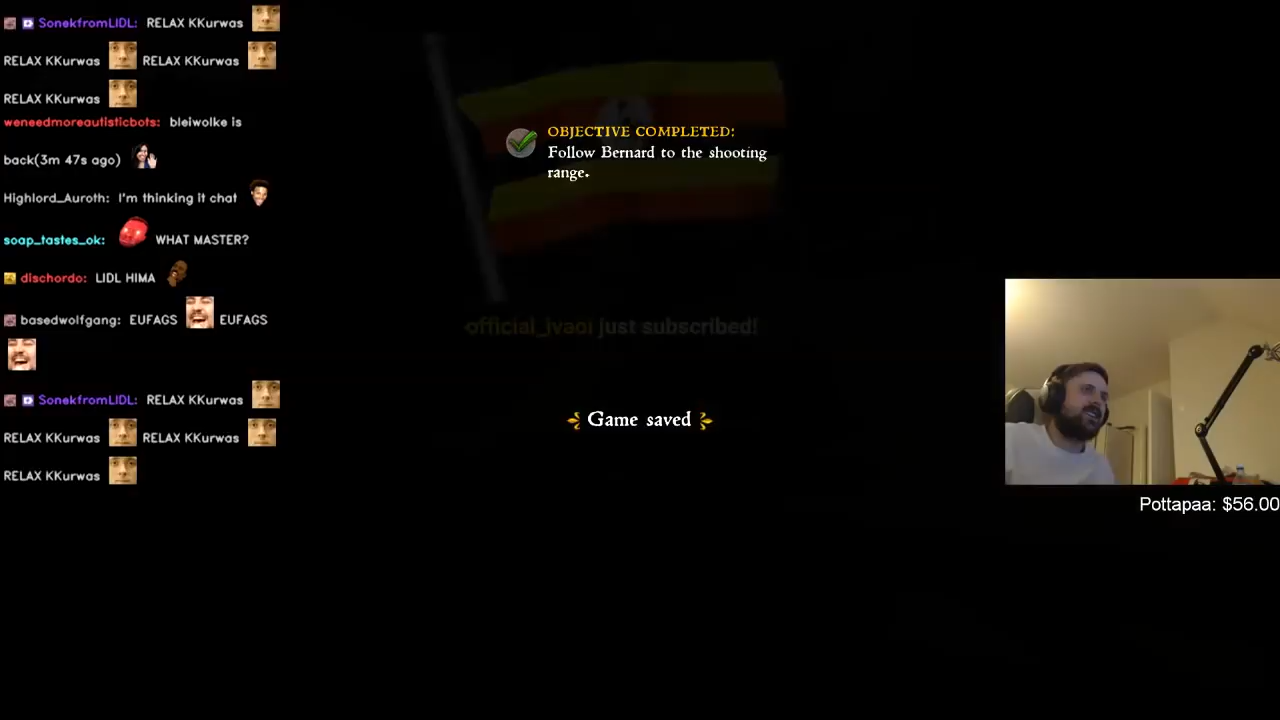 SonekfromLIDL: RELAX KKurwas
RELAX KKurwas RELAX KKurwas
RELAX KKurwas
weneedmoreautisticbots: bleiwolke is
back(3m 47s ago)
Highlord_Auroth: I'm thinking it chat
soap_tastes_ok: WHAT MASTER?
dischordo: LIDL HIMA
basedwolfgang: EUFAGS EUFAGS
SonekfromLIDL: RELAX KKurwas
RELAX KKurwas RELAX KKurwas
RELAX KKurwas
OBJECTIVE COMPLETED:
Follow Bernard to the shooting
range.
official_jvaoi just subscribed!
Game saved
Pottapaa: $56.00